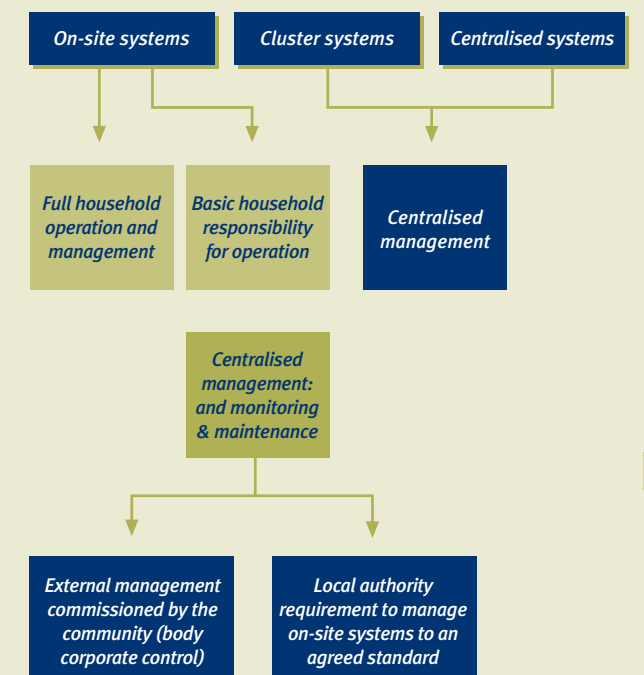 On-site systems
Cluster systems
Centralised systems
Full household
operation and
management
Basic household
responsibility
for operation
Centralised
management
Centralised
management:
and monitoring
& maintenance
External management
commissioned by the
community (body
corporate control)
Local authority
requirement to manage
on-site systems to an
agreed standard